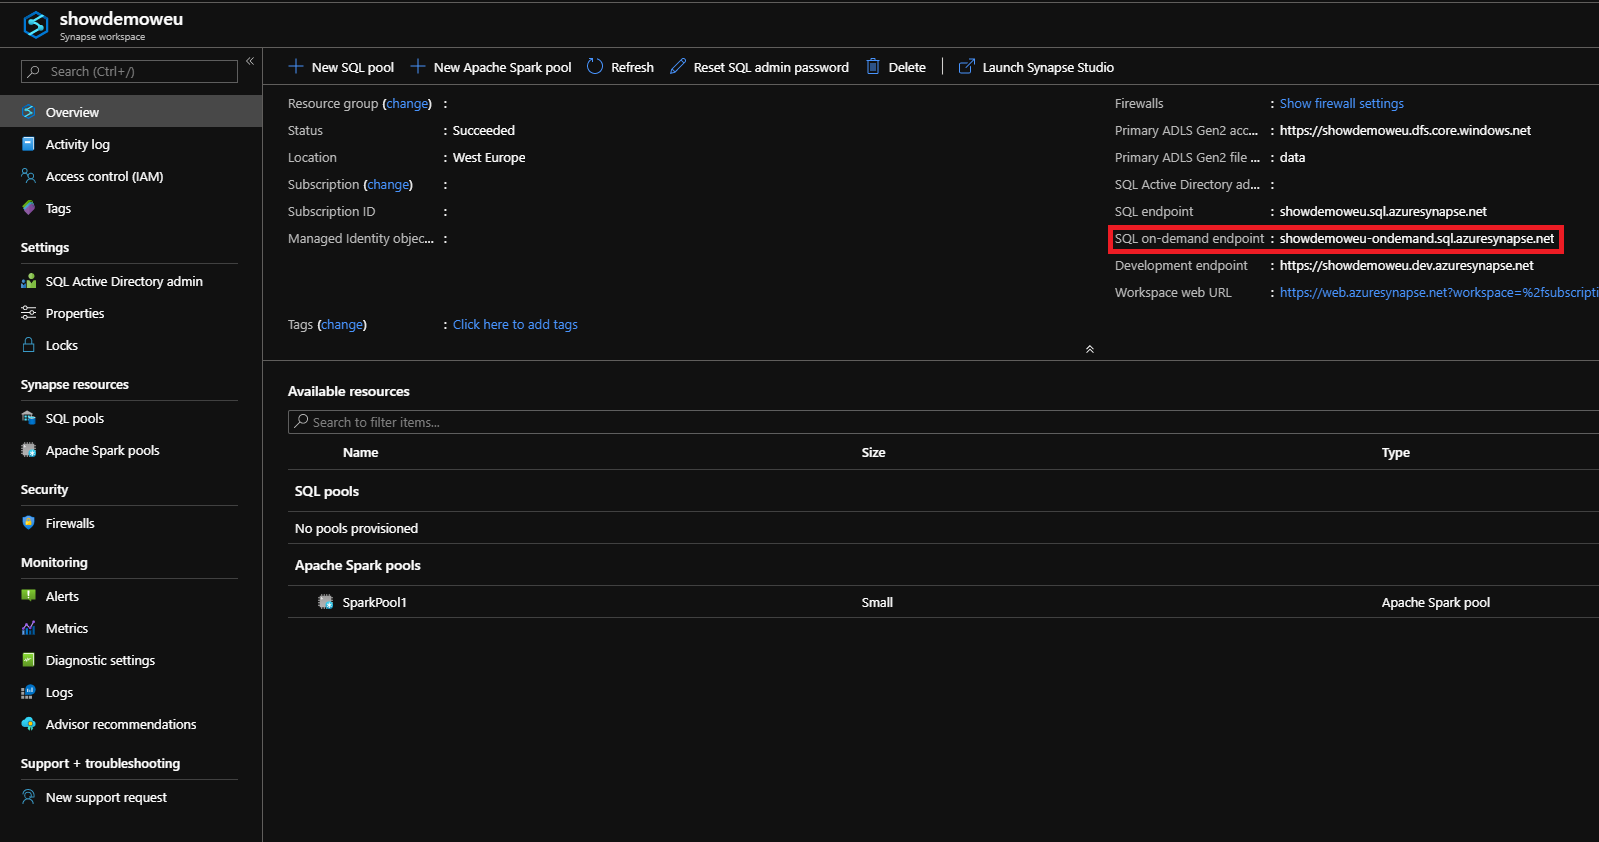 showdemoweu
Synapse workspace
Search (Ctrl+/)
«
Overview
Activity log
Access control (IAM)
Tags
Settings
SQL Active Directory admin
Properties
Locks
Synapse resources
SQL pools
Apache Spark pools
Security
Firewalls
Monitoring
Alerts
Metrics
Diagnostic settings
Logs
Advisor recommendations
Support + troubleshooting
New support request
New SQL pool
New Apache Spark pool
Refresh
Reset SQL admin password
Delete
Launch Synapse Studio
Resource group (change) :
Status : Succeeded
Location : West Europe
Subscription (change) :
Subscription ID :
Managed Identity objec... :
Tags (change) : Click here to add tags
Firewalls : Show firewall settings
Primary ADLS Gen2 acc... : https://showdemoweu.dfs.core.windows.net
Primary ADLS Gen2 file ... : data
SQL Active Directory ad... :
SQL endpoint : showdemoweu.sql.azuresynapse.net
SQL on-demand endpoint : showdemoweu-ondemand.sql.azuresynapse.net
Development endpoint : https://showdemoweu.dev.azuresynapse.net
Workspace web URL : https://web.azuresynapse.net?workspace=%2fsubscripti
Available resources
Search to filter items...
Name Size Type
SQL pools
No pools provisioned
Apache Spark pools
SparkPool1 Small Apache Spark pool